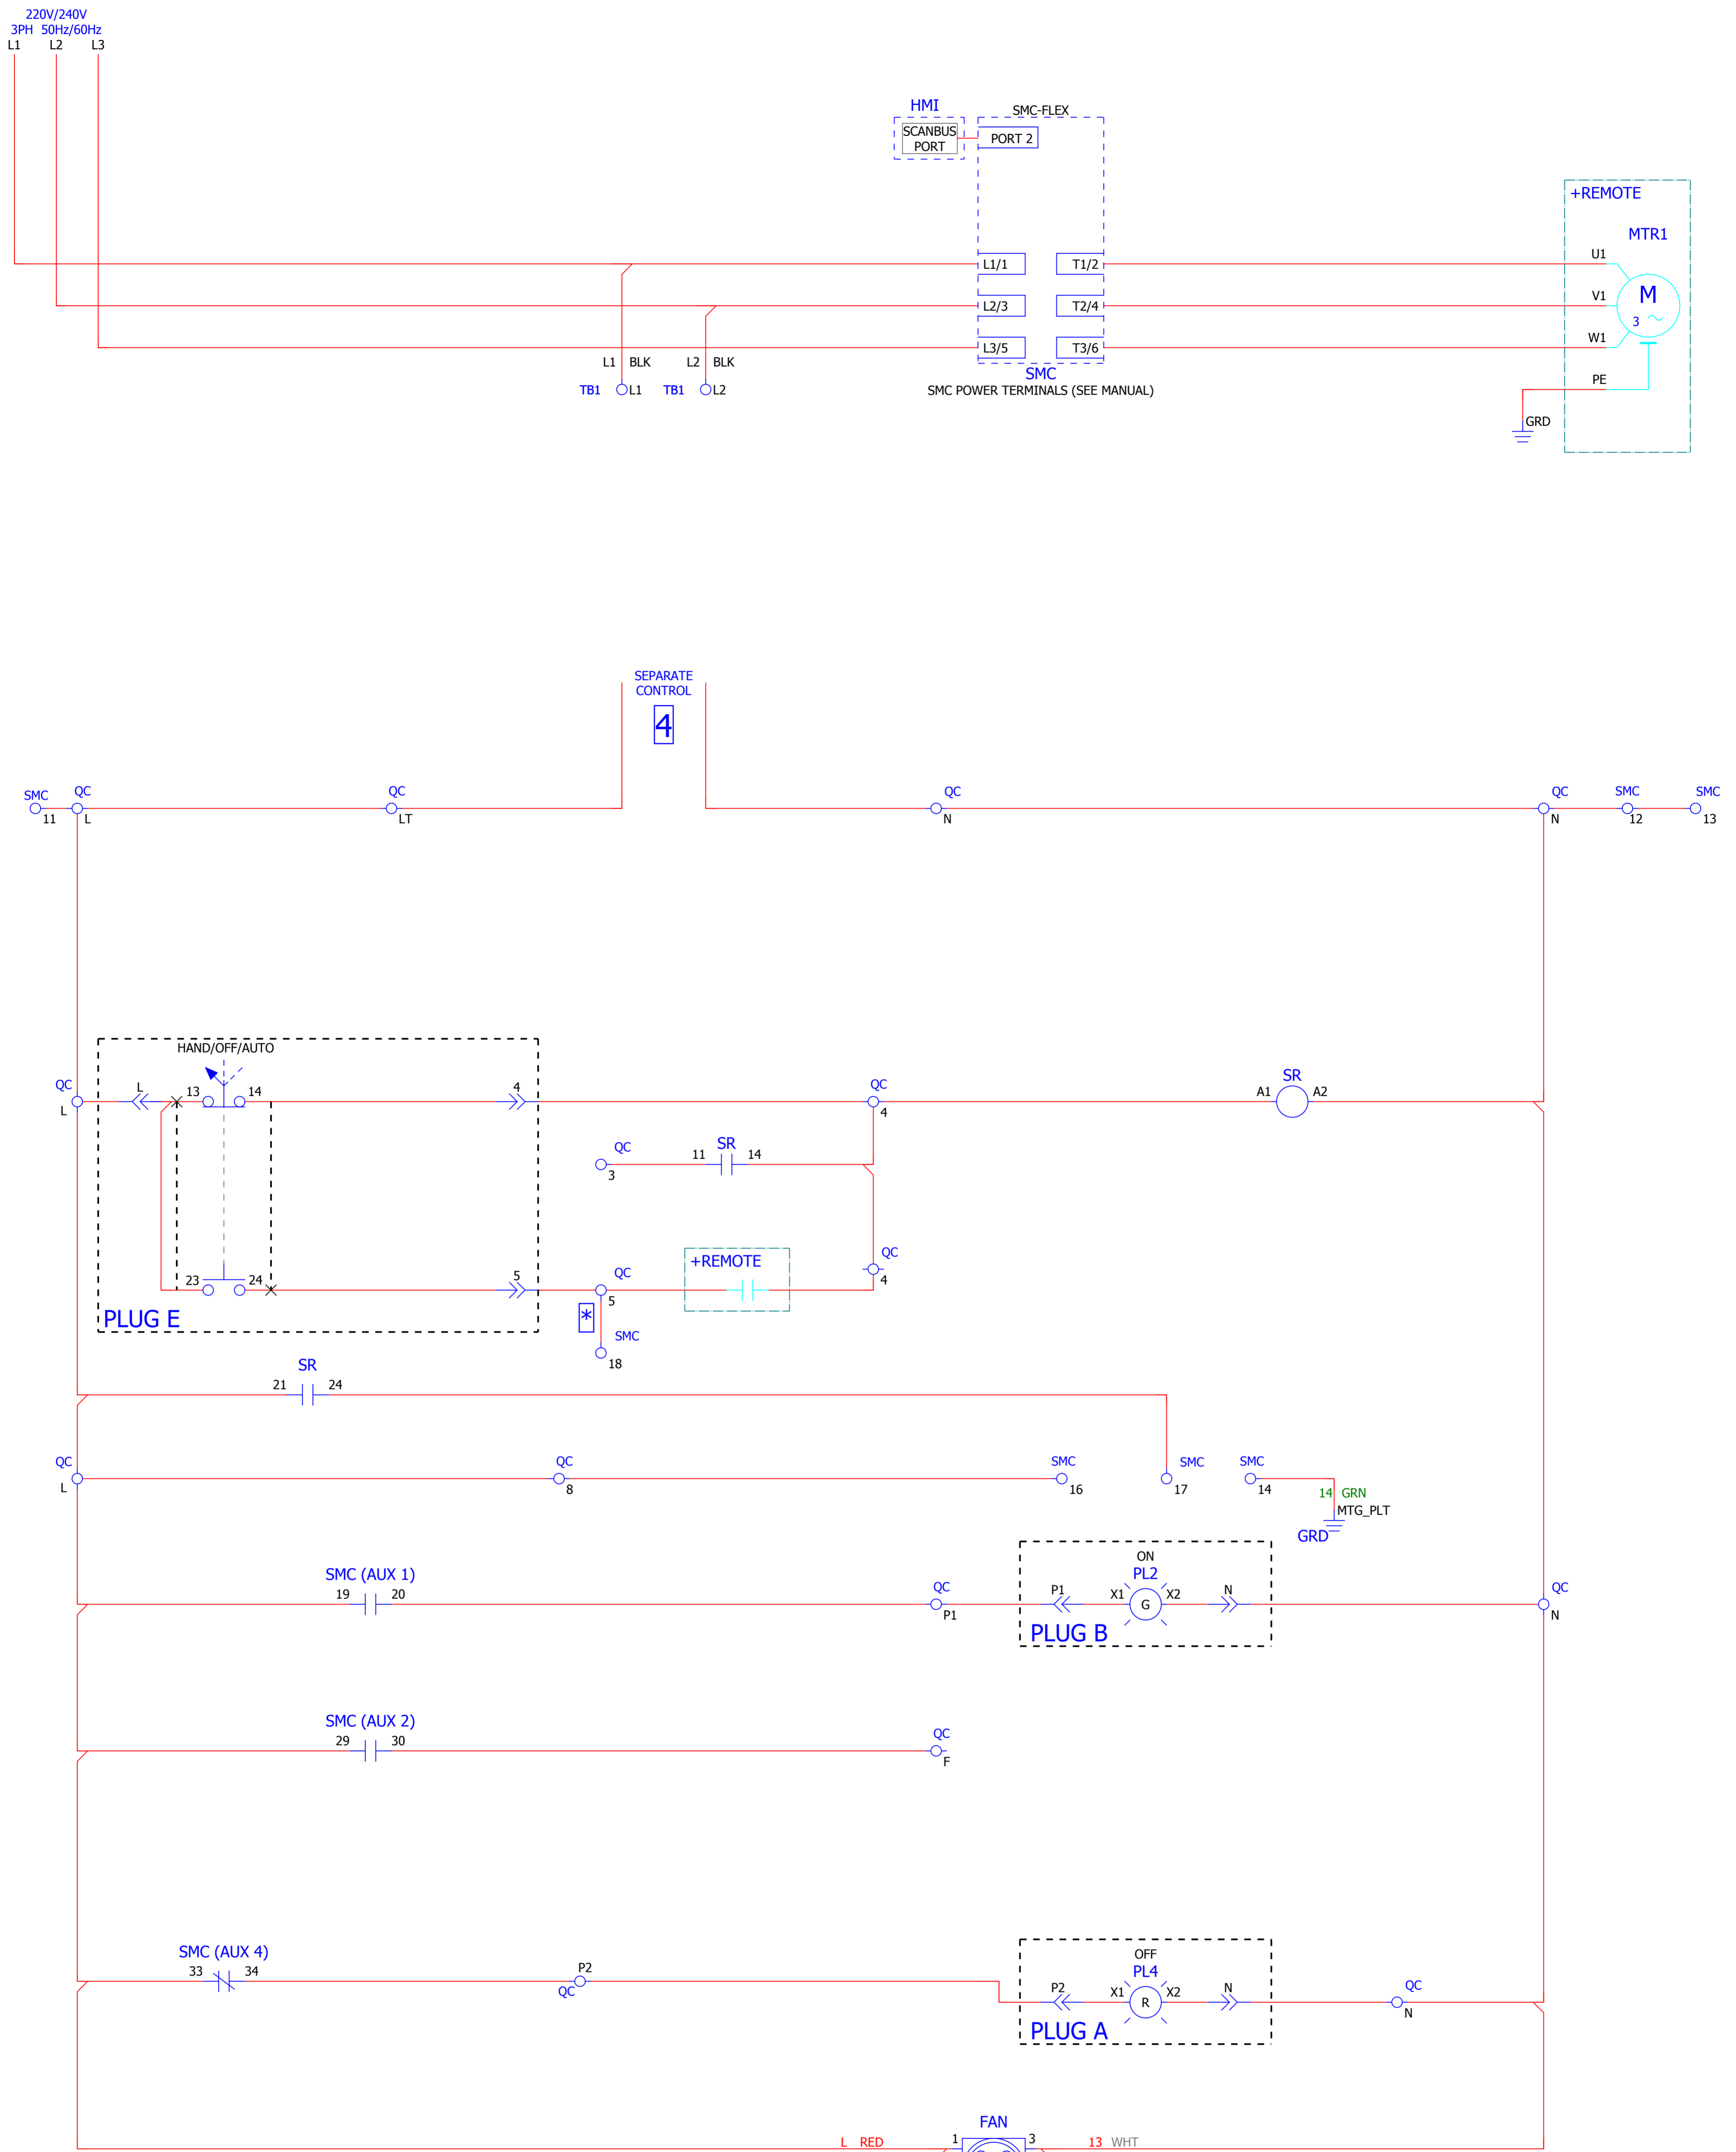 220V/240V
3PH 50Hz/60Hz
L1 L2 L3
HMI
SMC-FLEX
SCANBUS
PORT
PORT 2
+REMOTE
MTR1
L1/1 T1/2 U1
L2/3 T2/4 V1
M
3
L3/5 T3/6 W1
L1 BLK L2 BLK
SMC
PE
TB1 L1 TB1 L2
SMC POWER TERMINALS (SEE MANUAL)
GRD
SEPARATE
CONTROL
4
SMC QC QC QC QC SMC SMC
11 L LT N N 12 13
HAND/OFF/AUTO
QC L 13 14 4 QC SR
A1 A2
L 4
QC 11 SR 14
3
+REMOTE
QC
4
23 24 5 QC
5
PLUG E
*
SMC
18
SR
21 24
QC QC SMC SMC SMC
L 8 16 17 14
14 GRN
MTG_PLT
GRD
ON
SMC (AUX 1) PL2
19 20 QC P1 X1 G X2 N QC
P1 N
PLUG B
SMC (AUX 2)
29 30 QC
F
SMC (AUX 4) OFF
33 34 P2 PL4
QC P2 X1 R X2 N QC
N
PLUG A
FAN
L RED 1 3 13 WHT